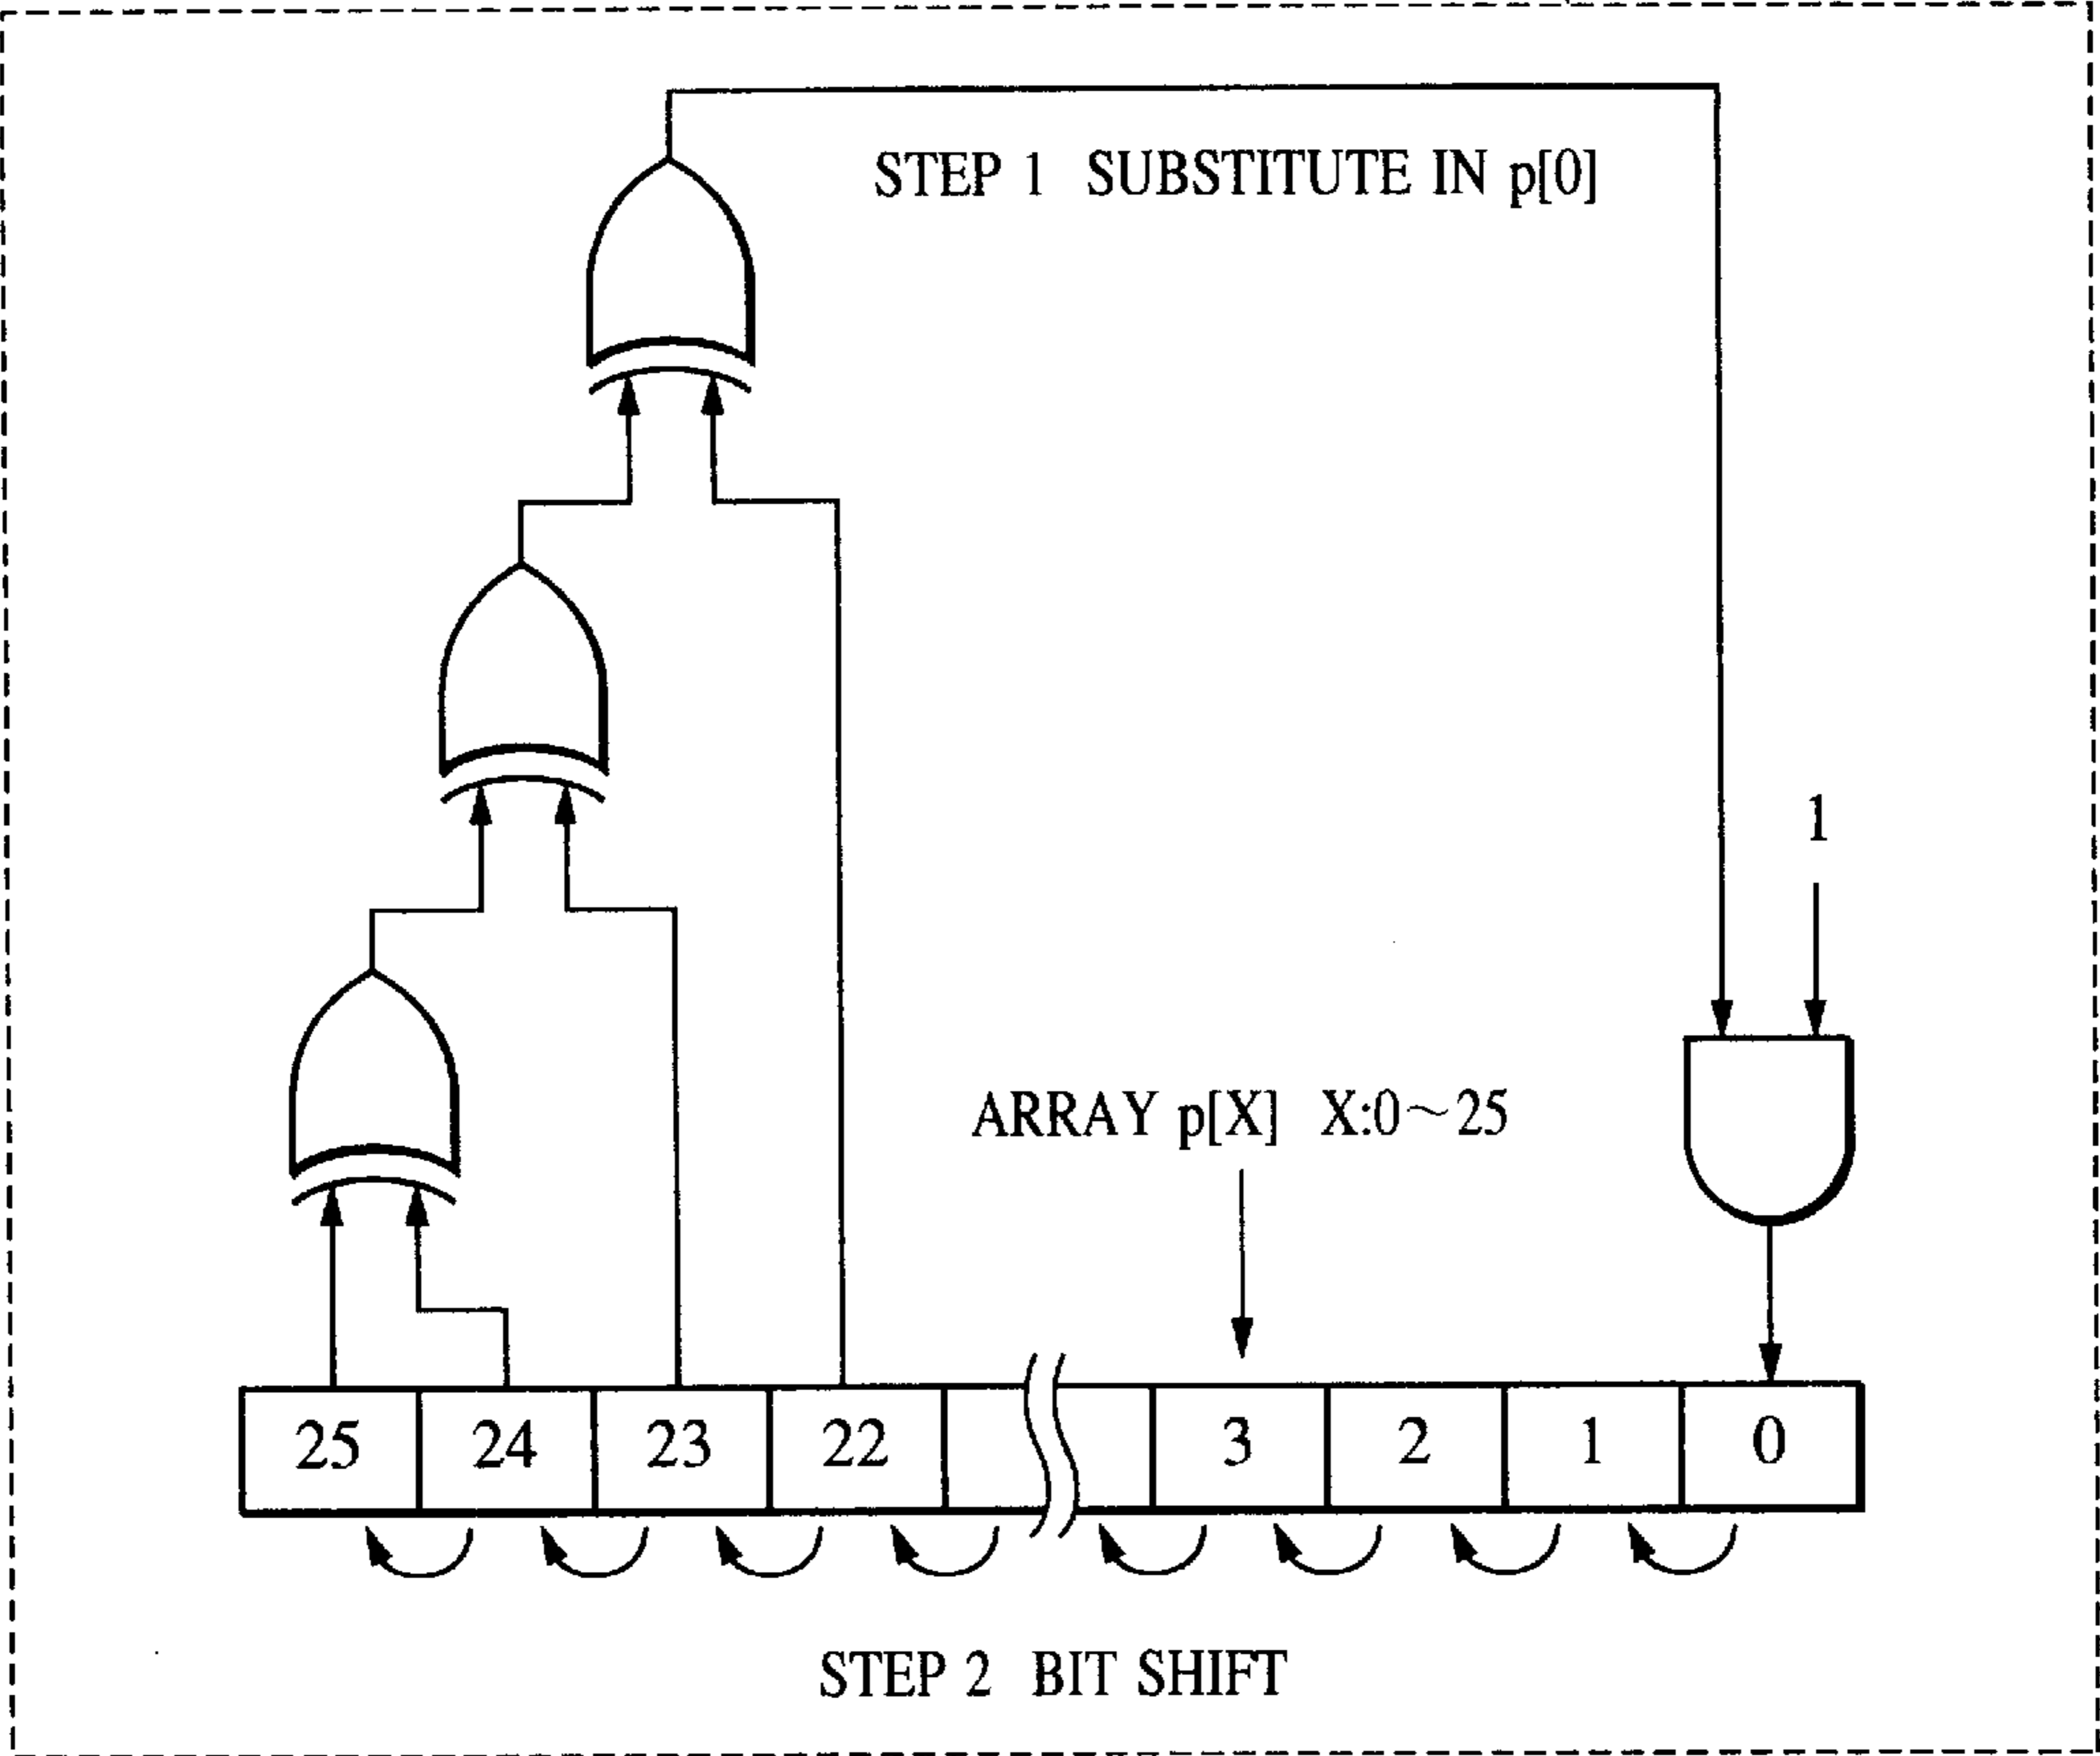 STEP 1 SUBSTITUTE IN p[0]
1
ARRAY p[X] X:0~25
25 24 23 22 3 2 1 0
STEP 2 BIT SHIFT